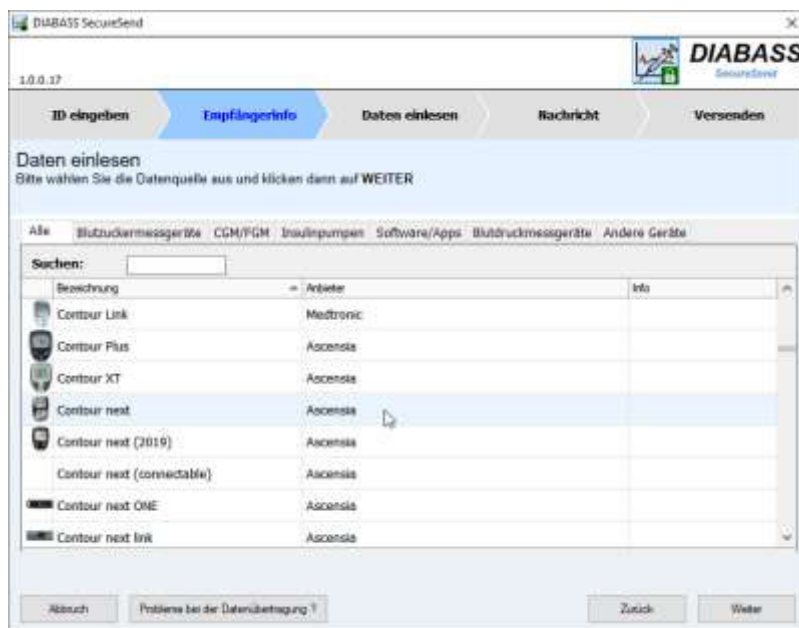 DIABASS SecureSend
DIABASS
1.0.0.17
ID eingeben Empfängerinfo Daten einlesen Nachricht Versenden
Daten einlesen
Bitte wählen Sie die Datenquelle aus und klicken dann auf WEITER
Alle Blutzuckermessgeräte CGM/FGM Insulinpumpen Software/Apps Blutdruckmessgeräte Andere Geräte
Suchen:
Bezeichnung Anbieter Info
Contour Link Medtronic
Contour Plus Ascensia
Contour XT Ascensia
Contour next Ascensia
Contour next (2019) Ascensia
Contour next (connectable) Ascensia
Contour next ONE Ascensia
Contour next link Ascensia
Abbruch Probleme bei der Datenübertragung ? Zurück Weiter